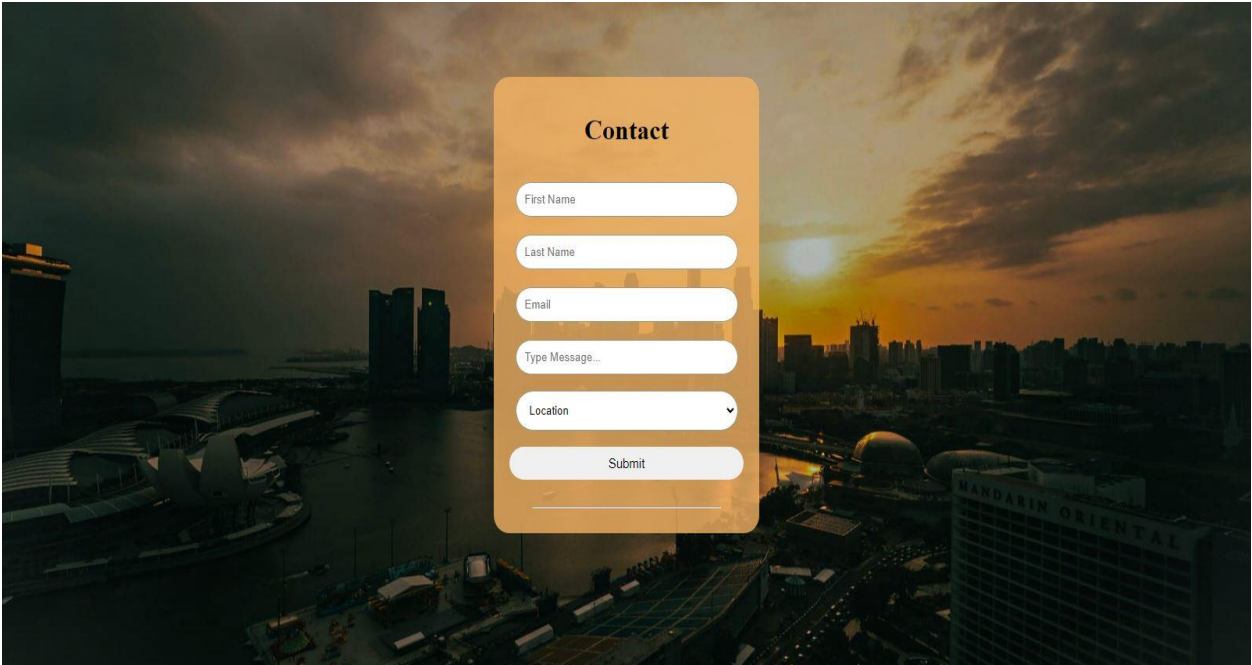 Contact
First Name
Last Name
Email
Type Message...
Location
Submit
MANDARIN ORIENTAL